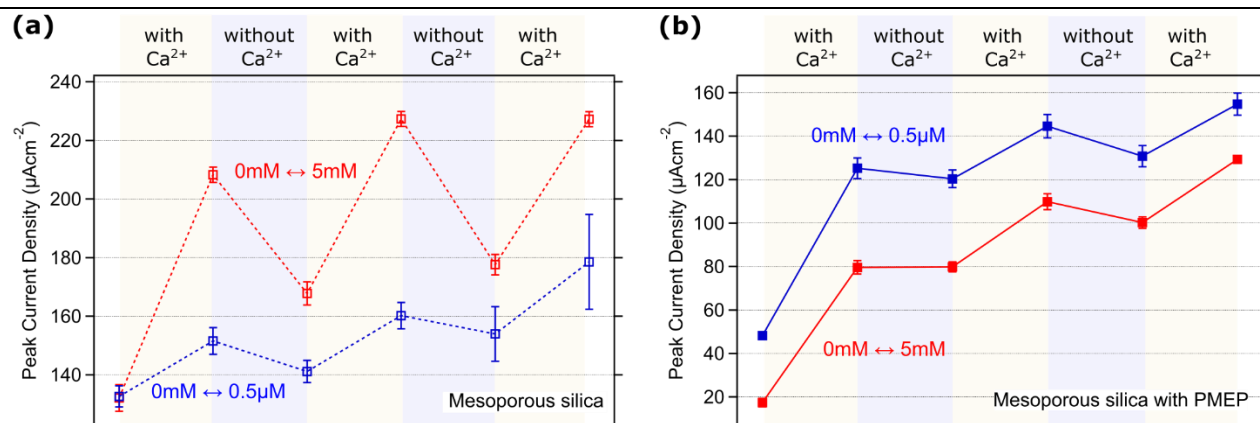 (a)
with
Ca²⁺
without
Ca²⁺
with
Ca²⁺
without
Ca²⁺
with
Ca²⁺
Peak Current Density (µAcm⁻²)
240
220
200
180
160
140
0mM ↔ 5mM
0mM ↔ 0.5µM
Mesoporous silica
(b)
with
Ca²⁺
without
Ca²⁺
with
Ca²⁺
without
Ca²⁺
with
Ca²⁺
Peak Current Density (µAcm⁻²)
160
140
120
100
80
60
40
20
0mM ↔ 0.5µM
0mM ↔ 5mM
Mesoporous silica with PMEP